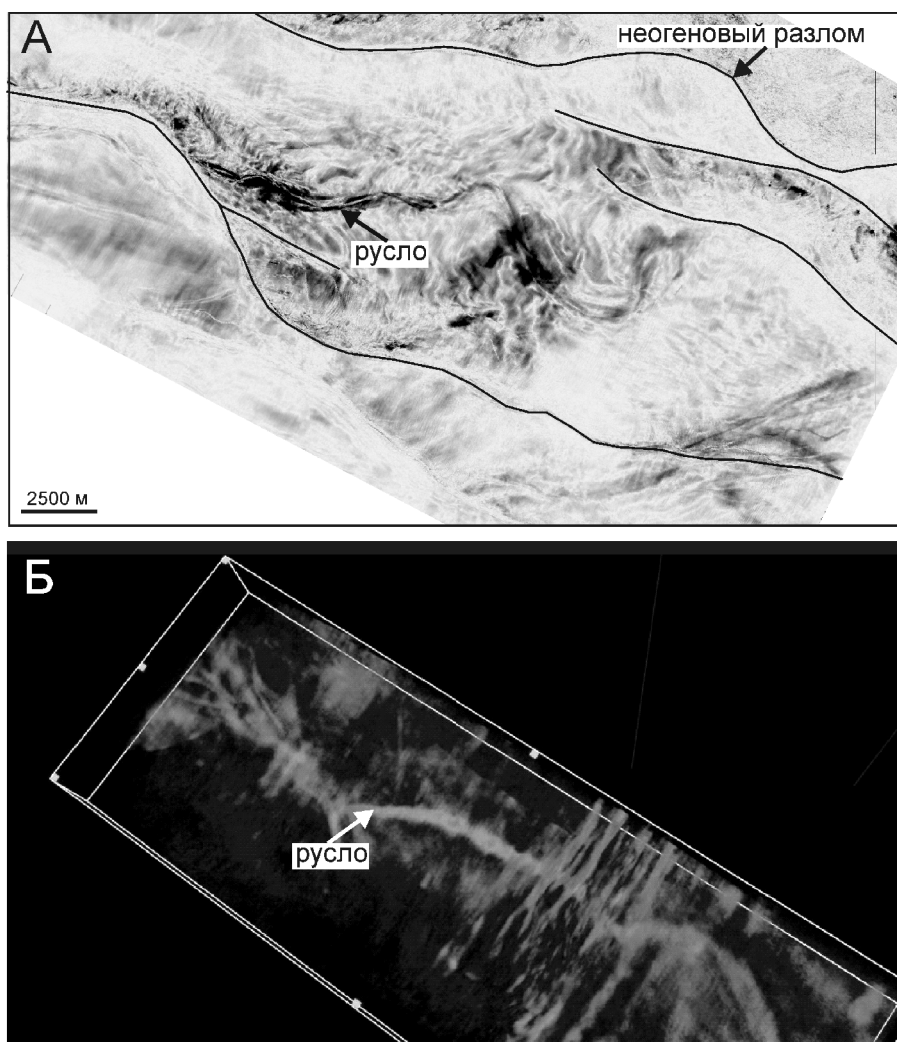 А
неогеновый разлом
русло
2500 м
Б
русло